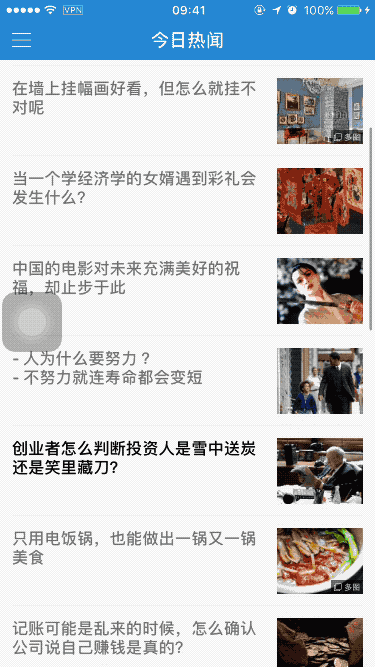 VPN
09:41
100%
今日热闻
在墙上挂幅画好看，但怎么就挂不
对呢
多图
当一个学经济学的女婿遇到彩礼会
发生什么？
中国的电影对未来充满美好的祝
福，却止步于此
- 人为什么要努力？
- 不努力就连寿命都会变短
创业者怎么判断投资人是雪中送炭
还是笑里藏刀？
只用电饭锅，也能做出一锅又一锅
美食
多图
记账可能是乱来的时候，怎么确认
公司说自己赚钱是真的？